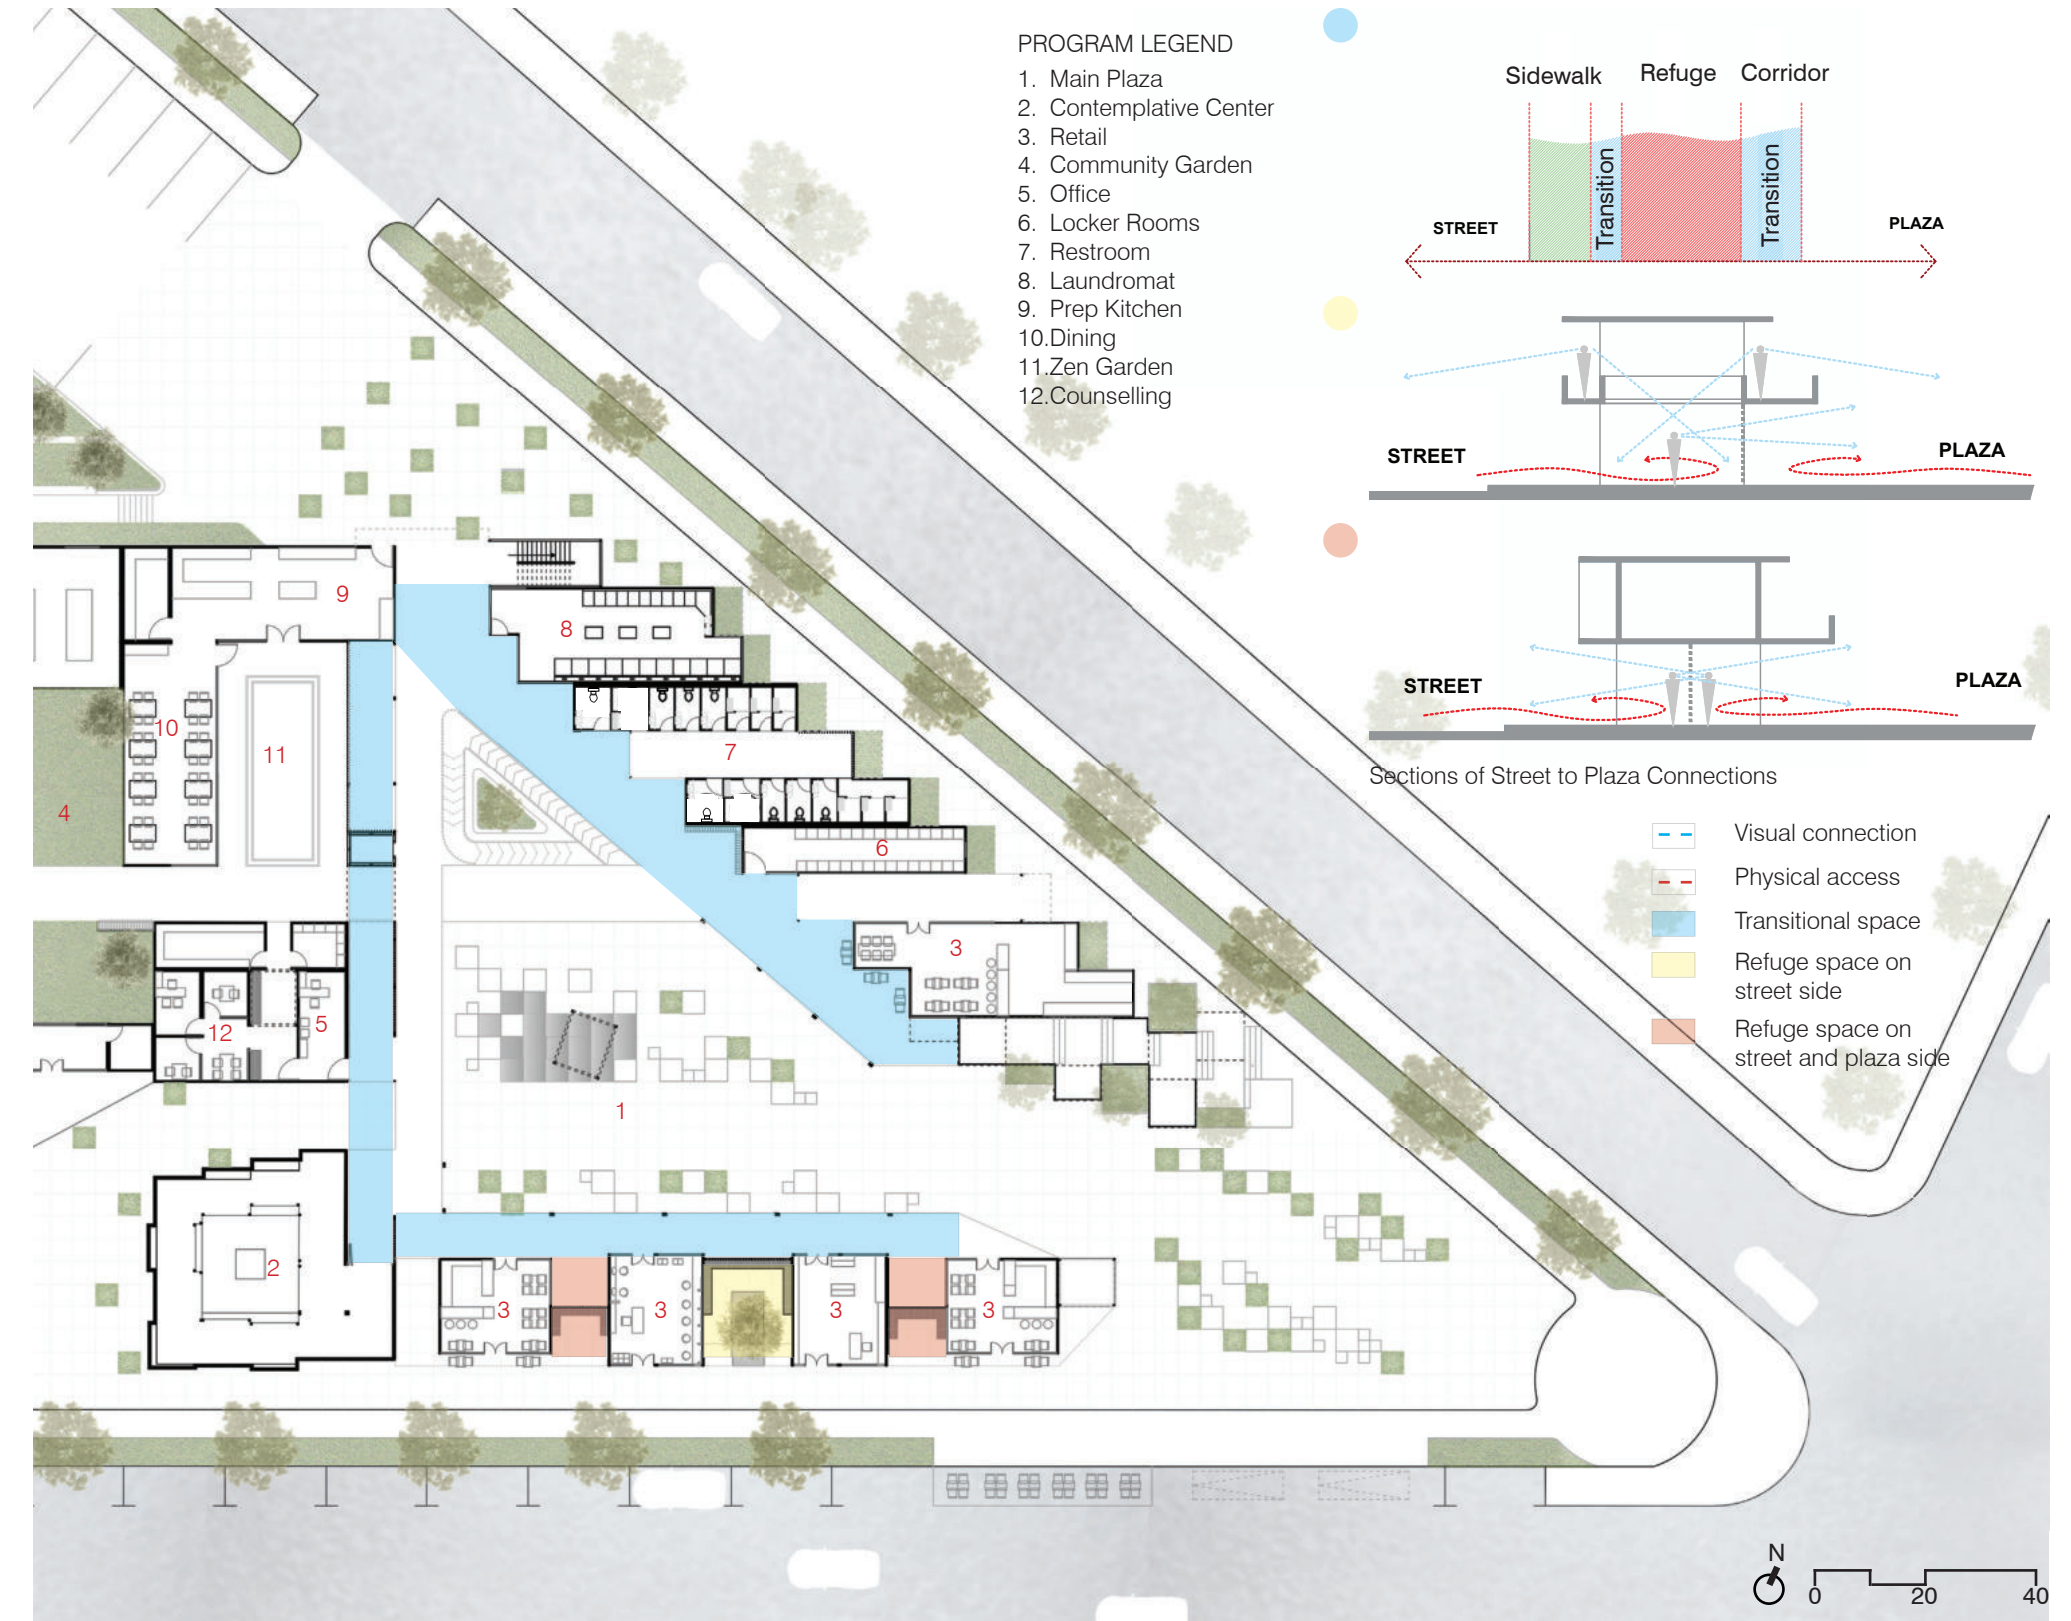 PROGRAM LEGEND
1. Main Plaza
2. Contemplative Center
3. Retail
4. Community Garden
5. Office
6. Locker Rooms
7. Restroom
8. Laundromat
9. Prep Kitchen
10.Dining
11.Zen Garden
12.Counselling
Sidewalk Refuge Corridor
Transition Transition
STREET PLAZA
STREET PLAZA
STREET PLAZA
Sections of Street to Plaza Connections
Visual connection
Physical access
Transitional space
Refuge space on
street side
Refuge space on
street and plaza side
9
8
10
11
7
4
6
3
12
5
1
2
3
3
3
3
N
0 20 40